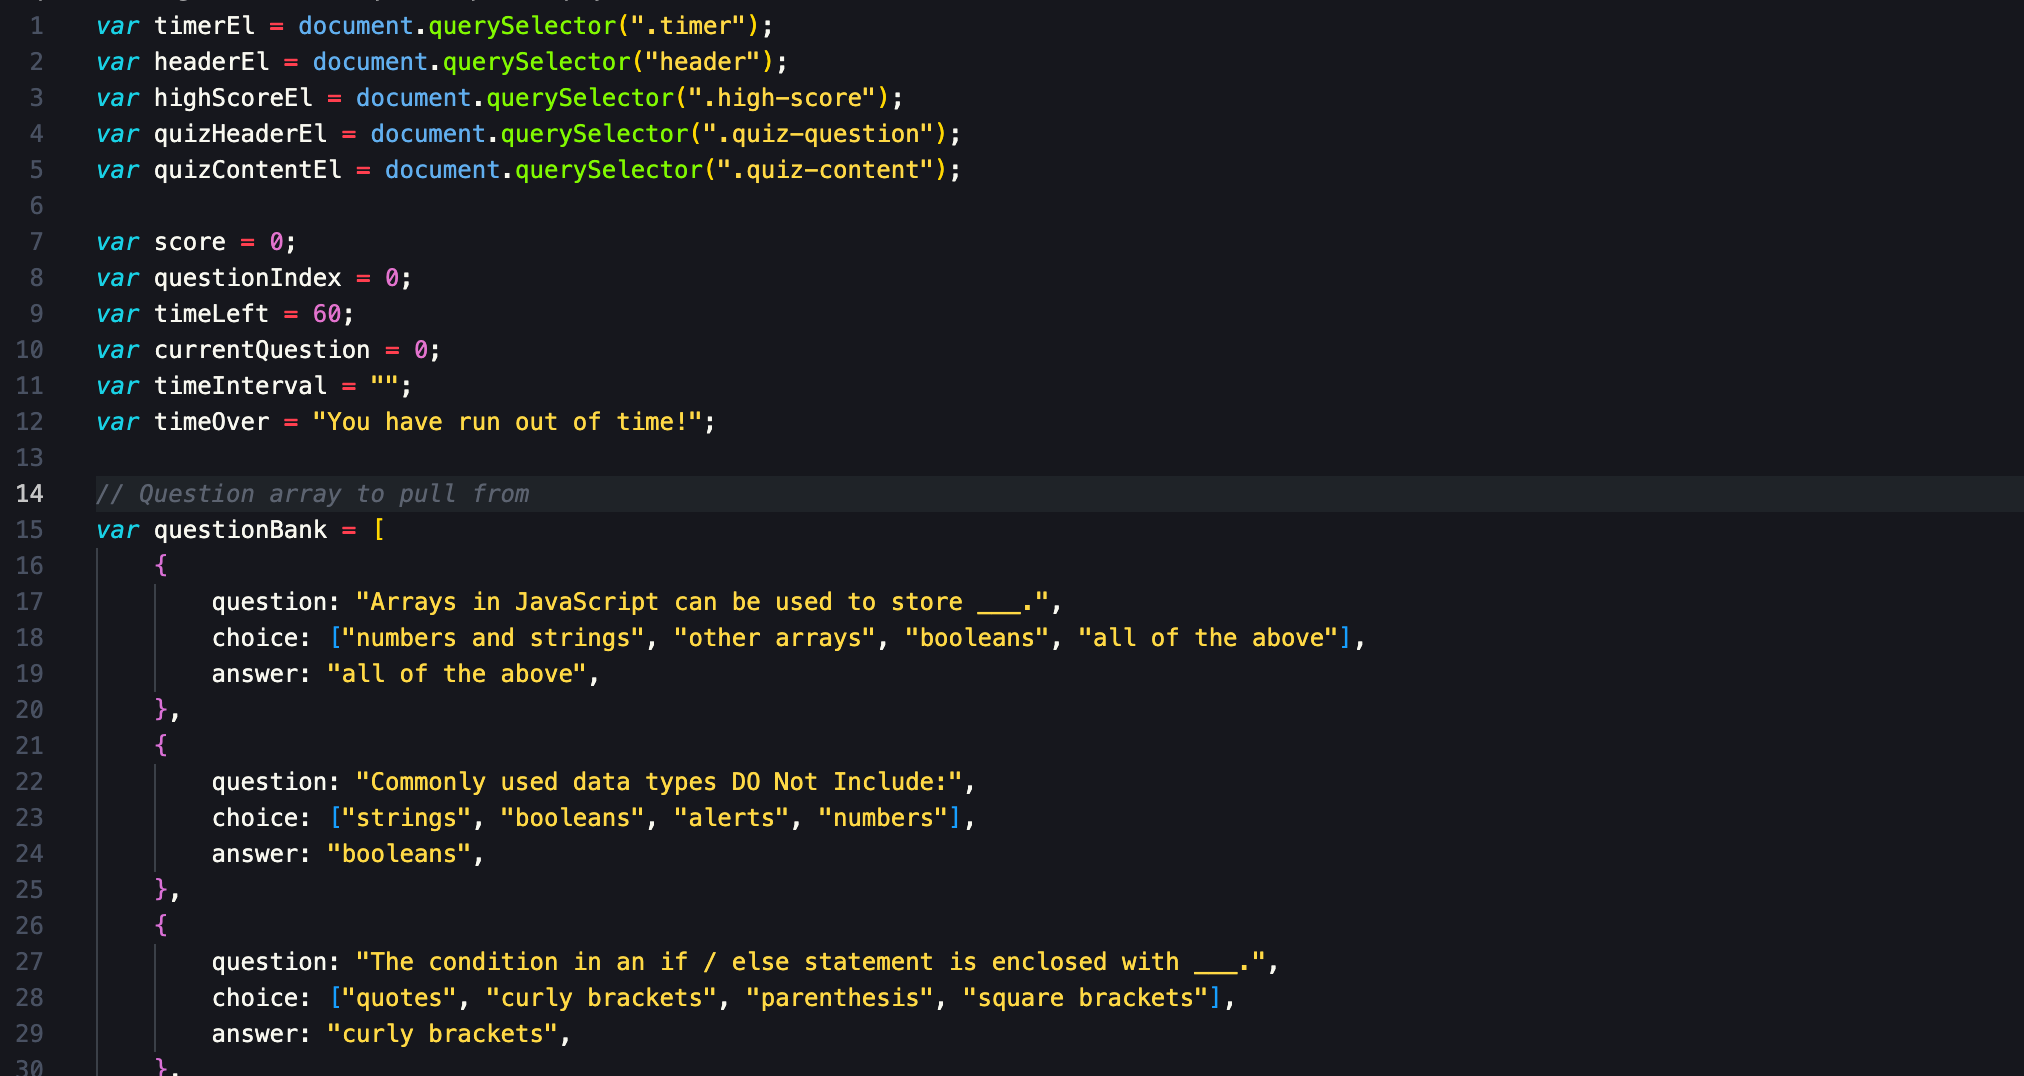 1 var timerEl = document.querySelector(".timer");
2 var headerEl = document.querySelector("header");
3 var highScoreEl = document.querySelector(".high-score");
4 var quizHeaderEl = document.querySelector(".quiz-question");
5 var quizContentEl = document.querySelector(".quiz-content");
6
7 var score = 0;
8 var questionIndex = 0;
9 var timeLeft = 60;
10 var currentQuestion = 0;
11 var timeInterval = "";
12 var timeOver = "You have run out of time!";
13
14 // Question array to pull from
15 var questionBank = [
16 {
17 question: "Arrays in JavaScript can be used to store ___.",
18 choice: ["numbers and strings", "other arrays", "booleans", "all of the above"],
19 answer: "all of the above",
20 },
21 {
22 question: "Commonly used data types DO Not Include:",
23 choice: ["strings", "booleans", "alerts", "numbers"],
24 answer: "booleans",
25 },
26 {
27 question: "The condition in an if / else statement is enclosed with ___.",
28 choice: ["quotes", "curly brackets", "parenthesis", "square brackets"],
29 answer: "curly brackets",
30 },